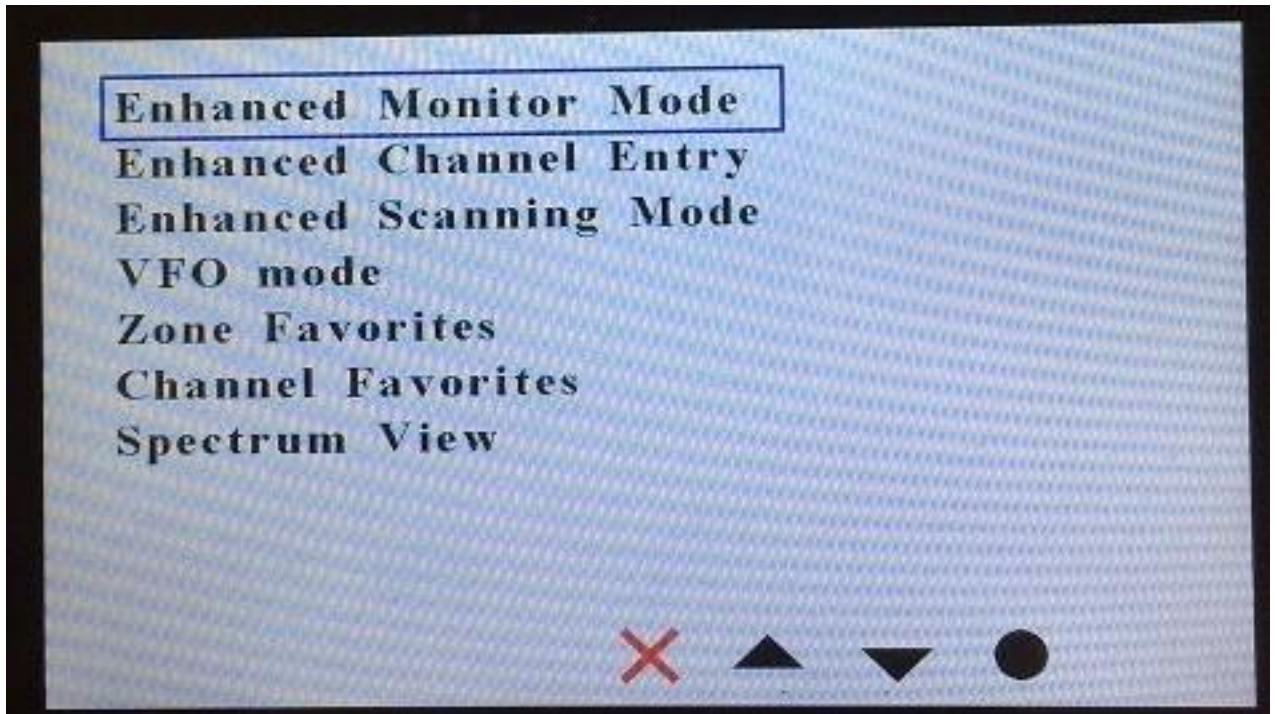 Enhanced Monitor Mode
Enhanced Channel Entry
Enhanced Scanning Mode
VFO mode
Zone Favorites
Channel Favorites
Spectrum View